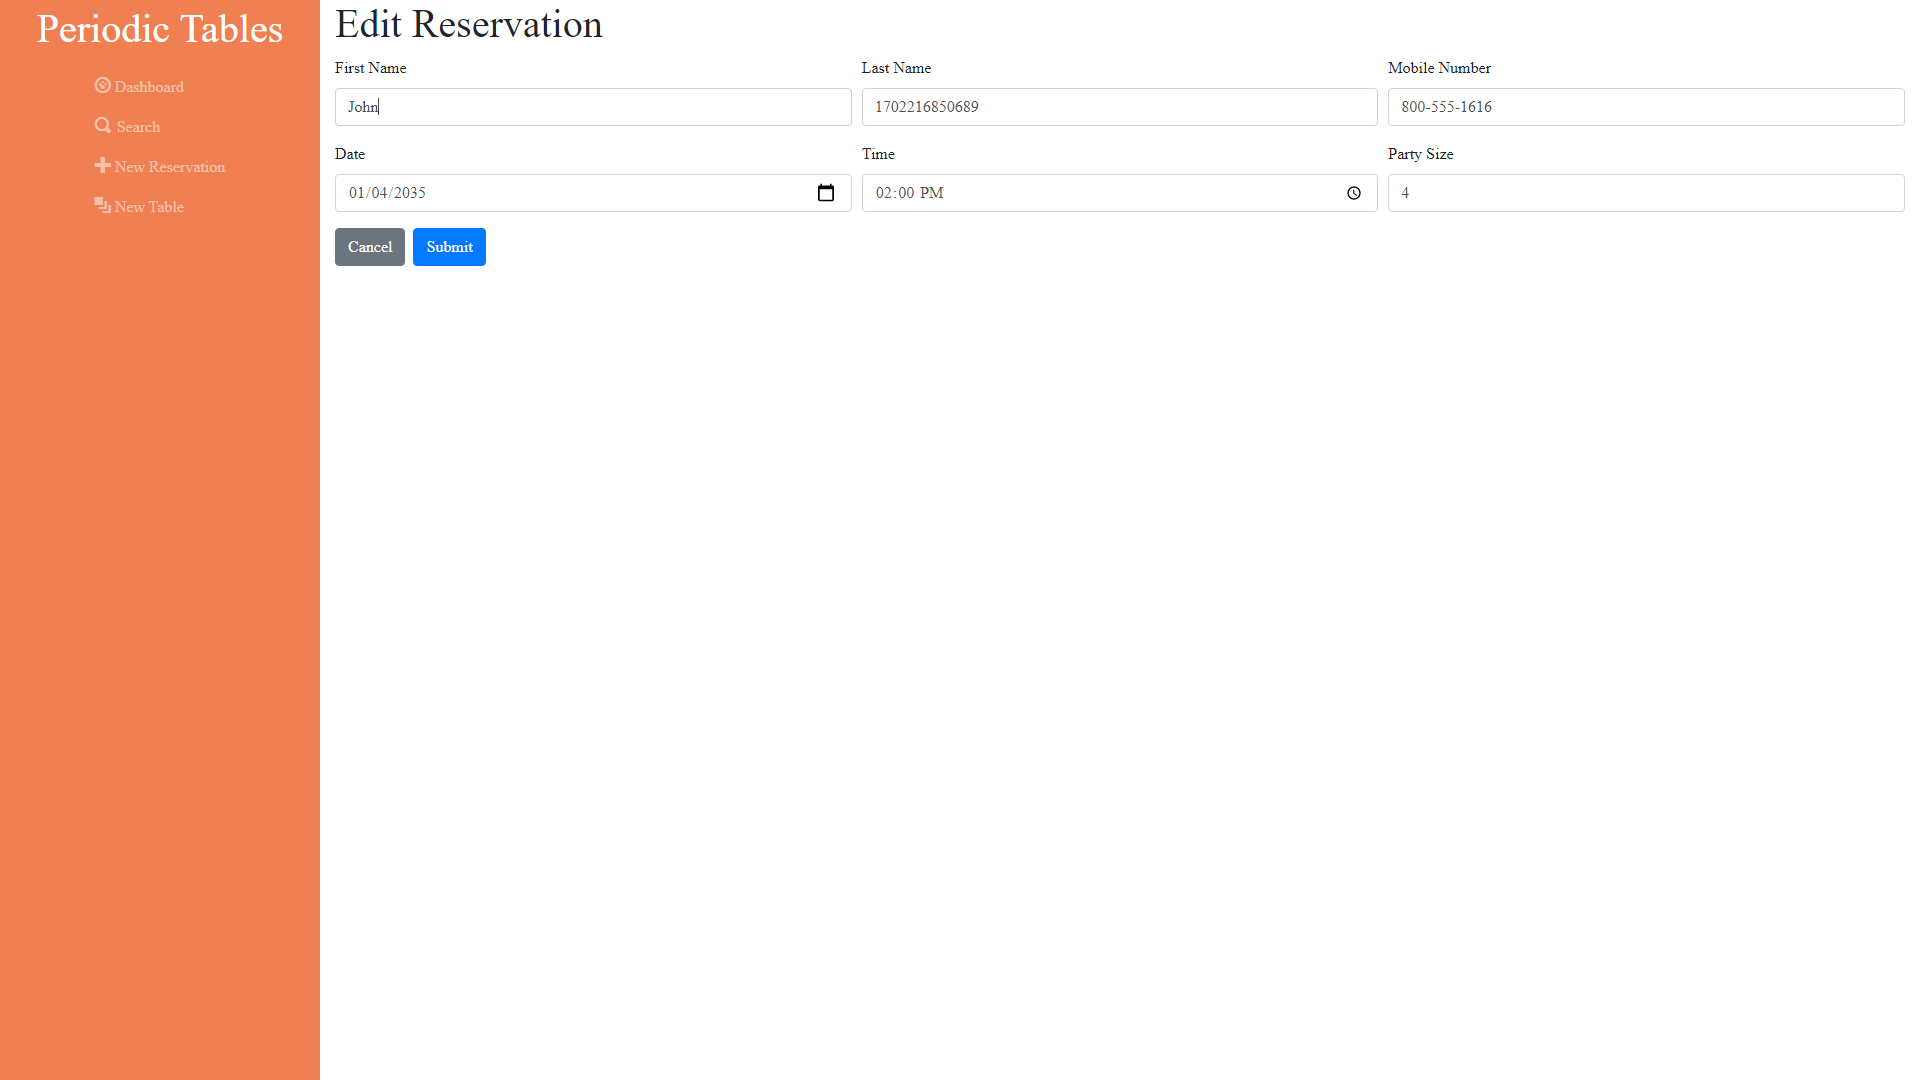 Periodic Tables
Dashboard
Search
New Reservation
New Table
Edit Reservation
First Name
Last Name
Mobile Number
John
1702216850689
800-555-1616
Date
Time
Party Size
01/04/2035
02:00 PM
4
Cancel
Submit